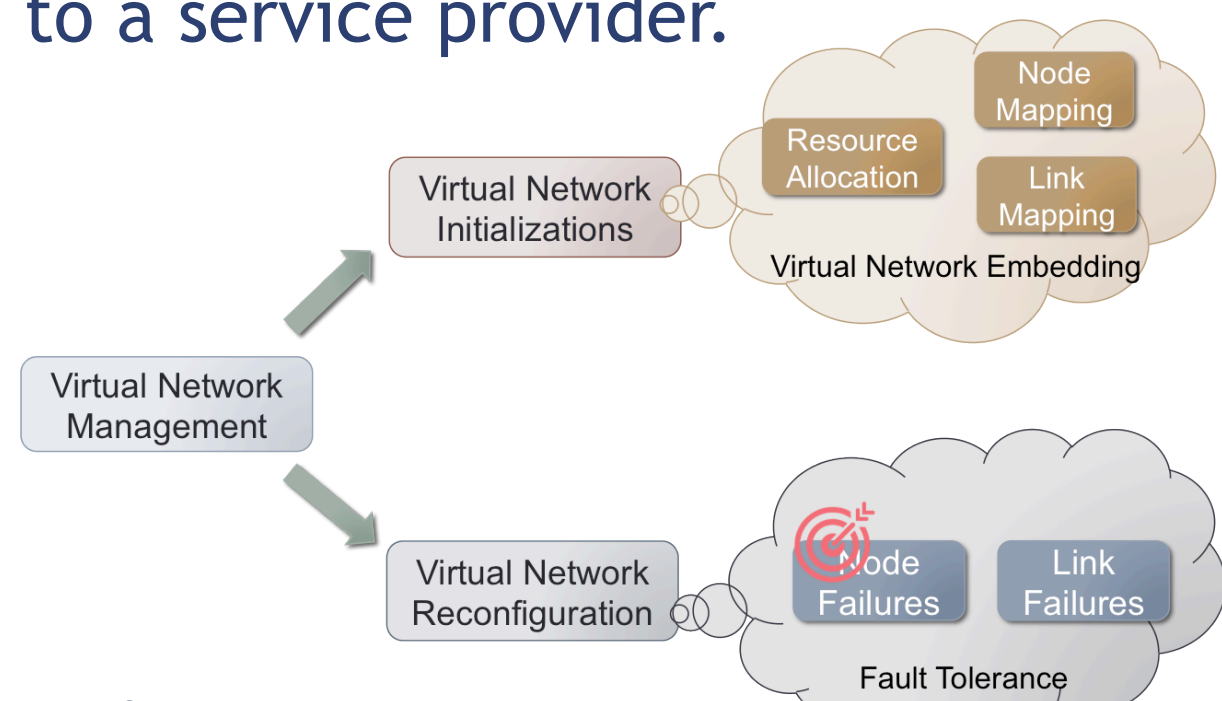 to a service provider.
Node
Mapping
Resource
Allocation
Link
Mapping
Virtual Network
Initializations
Virtual Network Embedding
Virtual Network
Management
Virtual Network
Reconfiguration
Node
Failures
Link
Failures
Fault Tolerance